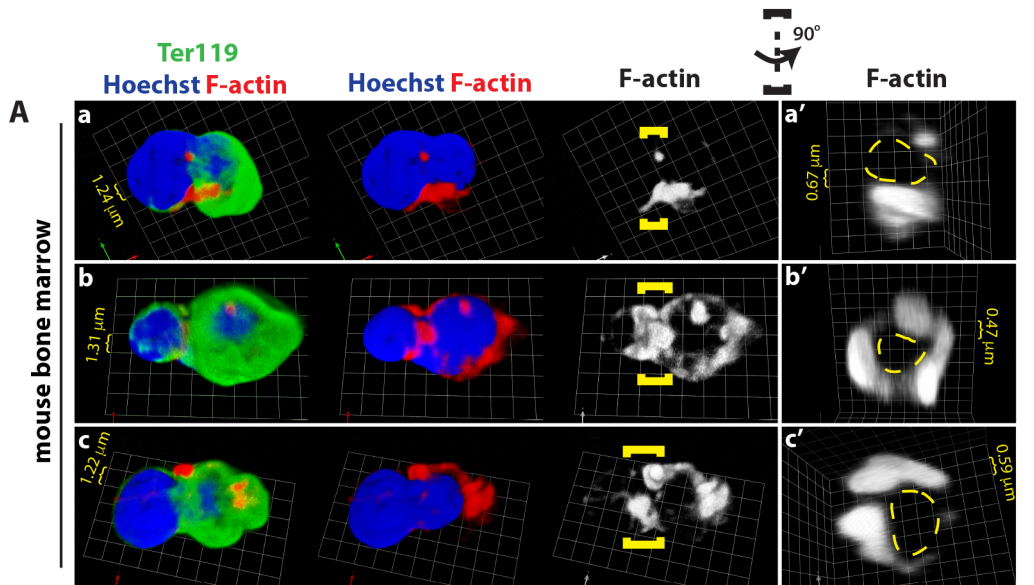 90°
Ter119
Hoechst F-actin
Hoechst F-actin
F-actin
F-actin
A
mouse bone marrow
a
1.24 µm
a'
0.67 µm
b
1.31 µm
b'
0.47 µm
c
1.22 µm
c'
0.59 µm